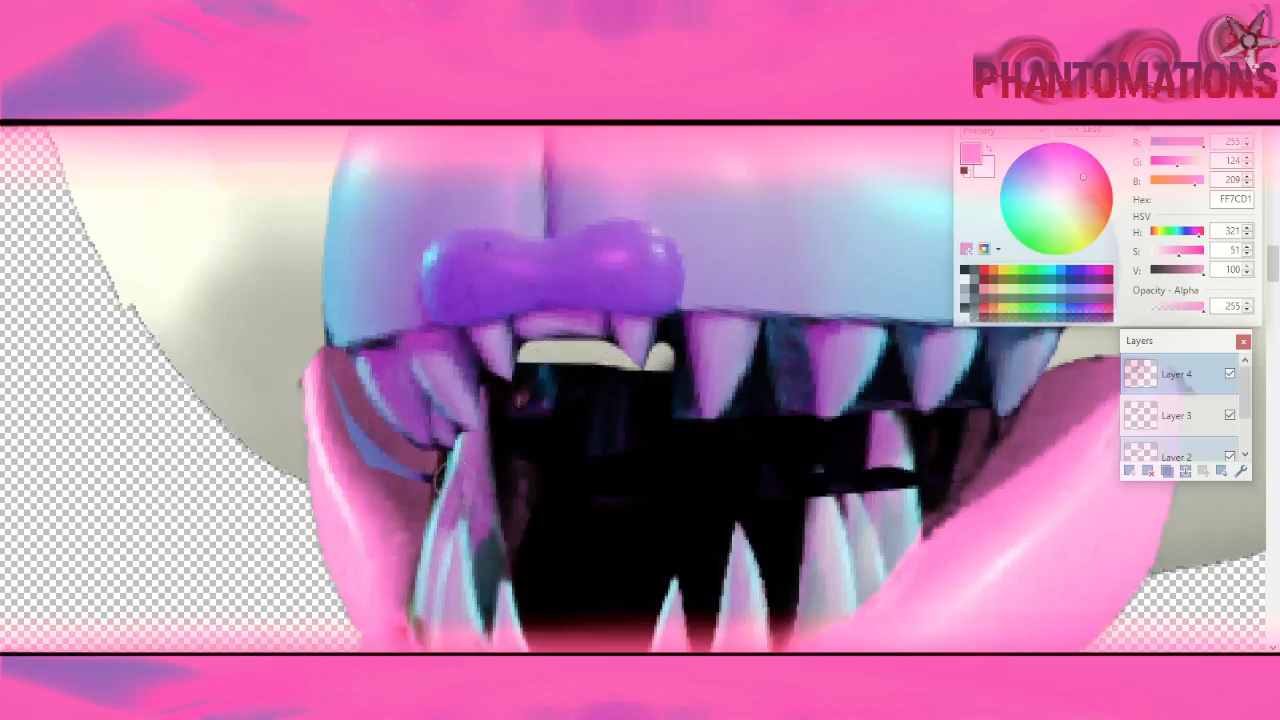 PHANTOMATIONS
Primary
<< Less
R: 255
G: 124
B: 209
Hex: FF7CD1
HSV
H: 321
S: 51
V: 100
Opacity - Alpha
255
Layers
Layer 4
Layer 3
Layer 2